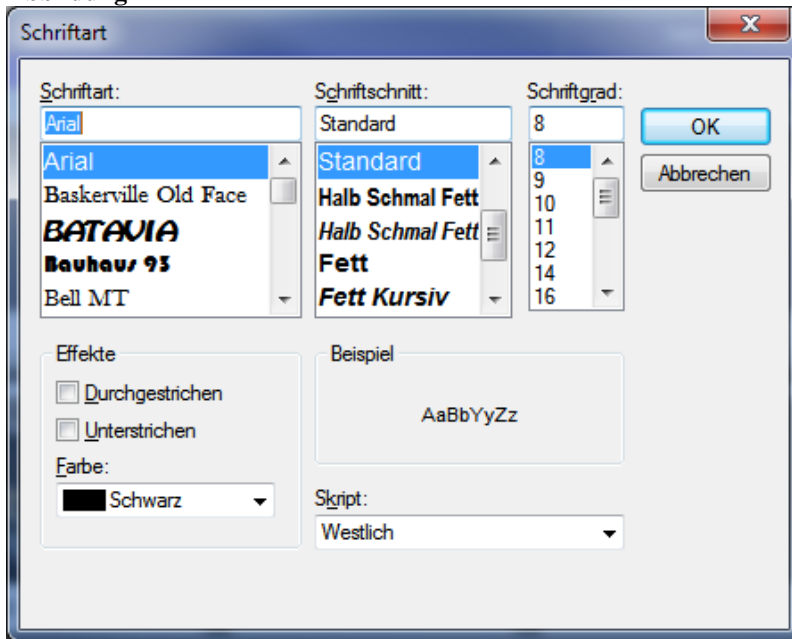 Schriftart
Schriftart: Schriftschnitt: Schriftgrad:
Arial Standard 8 OK
Arial Standard 8 Abbrechen
Baskerville Old Face Halb Schmal Fett 9
BATAVIA Halb Schmal Fett 10
Bauhaus 93 Fett 11
Bell MT Fett Kursiv 12
14
16
Effekte Beispiel
Durchgestrichen
Unterstrichen AaBbYyZz
Farbe:
Schwarz Skript:
Westlich